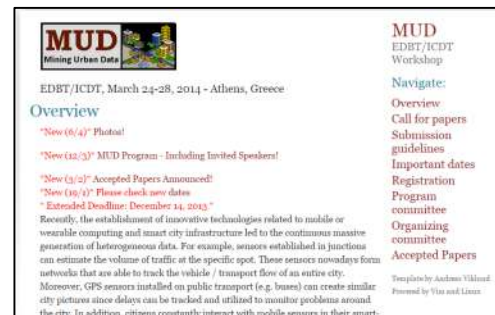 MUD
Mining Urban Data
EDBT/ICDT, March 24-28, 2014 - Athens, Greece
Overview
*New (6/4)* Photos!
*New (12/3)* MUD Program - Including Invited Speakers!
*New (3/2)* Accepted Papers Announced!
*New (19/1)* Please check new dates
* Extended Deadline: December 14, 2013 *
Recently, the establishment of innovative technologies related to mobile or
wearable computing and smart city infrastructure led to the continuous massive
generation of heterogeneous data. For example, sensors established in junctions
can estimate the volume of traffic at the specific spot. These sensors nowadays form
networks that are able to track the vehicle / transport flow of an entire city.
Moreover, GPS sensors installed on public transport (e.g. buses) can create similar
city pictures since delays can be tracked and utilized to monitor problems around
the city. In addition, citizens constantly interact with mobile sensors in their smart-
MUD
EDBT/ICDT
Workshop
Navigate:
Overview
Call for papers
Submission
guidelines
Important dates
Registration
Program
committee
Organizing
committee
Accepted Papers
Template by Andreas Viklund
Powered by Vim and Linux